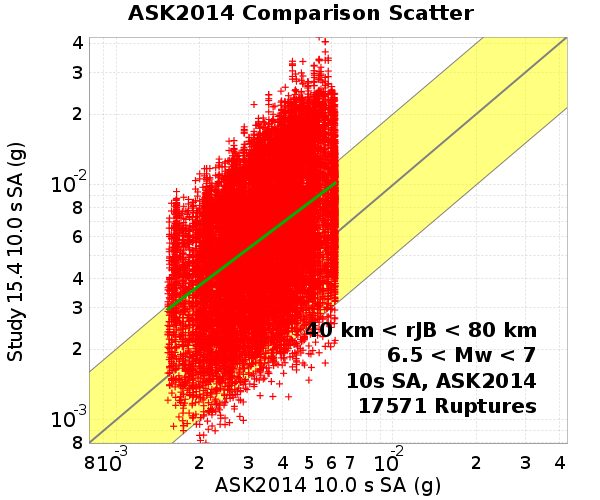 ASK2014 Comparison Scatter
Study 15.4 10.0 s SA (g)
4
3
2
10⁻²
8
6
4
3
2
10⁻³
8
40 km < rJB < 80 km
6.5 < Mw < 7
10s SA, ASK2014
17571 Ruptures
8 10⁻³ 2 3 4 5 6 7 10⁻² 2 3 4
ASK2014 10.0 s SA (g)